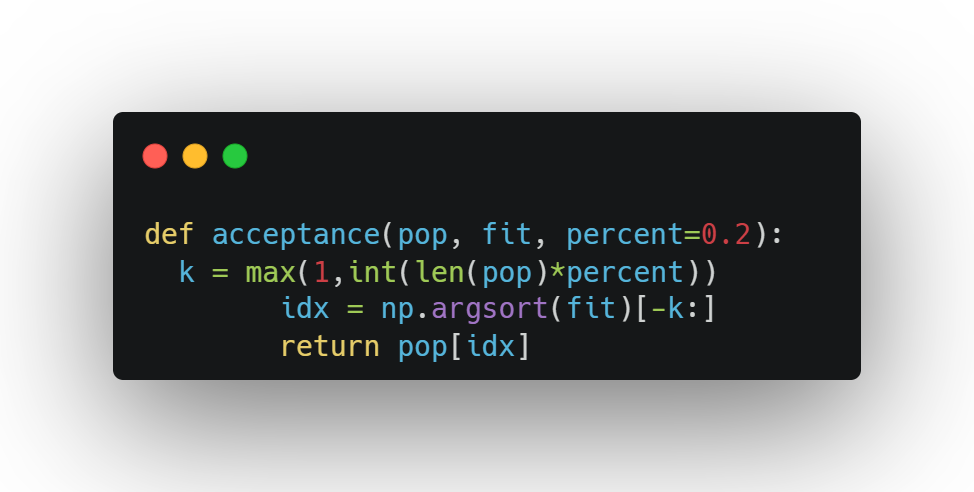 def acceptance(pop, fit, percent=0.2):
  k = max(1,int(len(pop)*percent))
        idx = np.argsort(fit)[-k:]
        return pop[idx]